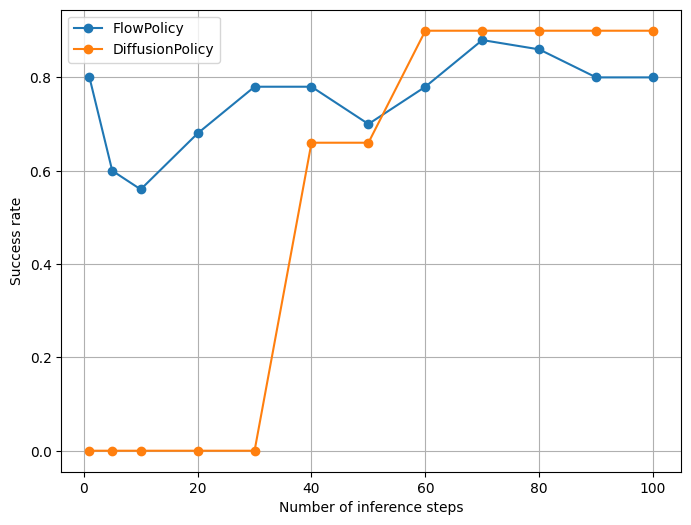 FlowPolicy
DiffusionPolicy
Success rate
0.8
0.6
0.4
0.2
0.0
0 20 40 60 80 100
Number of inference steps